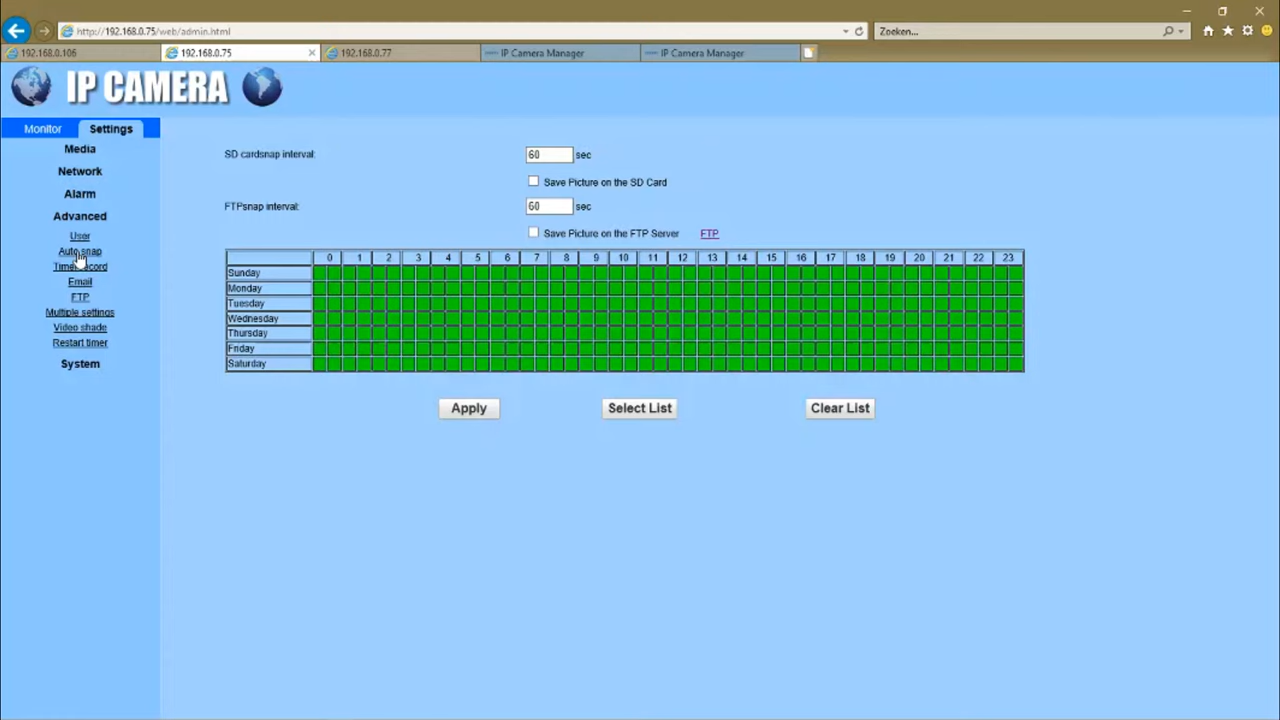 http://192.168.0.75/web/admin.html
Zoeken...
192.168.0.106
192.168.0.75
192.168.0.77
IP Camera Manager
IP Camera Manager
IP CAMERA
Monitor
Settings
Media
Network
Alarm
Advanced
User
Auto snap
Timer record
Email
FTP
Multiple settings
Video shade
Restart timer
System
SD cardsnap interval:
60 sec
Save Picture on the SD Card
FTPsnap interval:
60 sec
Save Picture on the FTP Server FTP
0 1 2 3 4 5 6 7 8 9 10 11 12 13 14 15 16 17 18 19 20 21 22 23
Sunday
Monday
Tuesday
Wednesday
Thursday
Friday
Saturday
Apply
Select List
Clear List